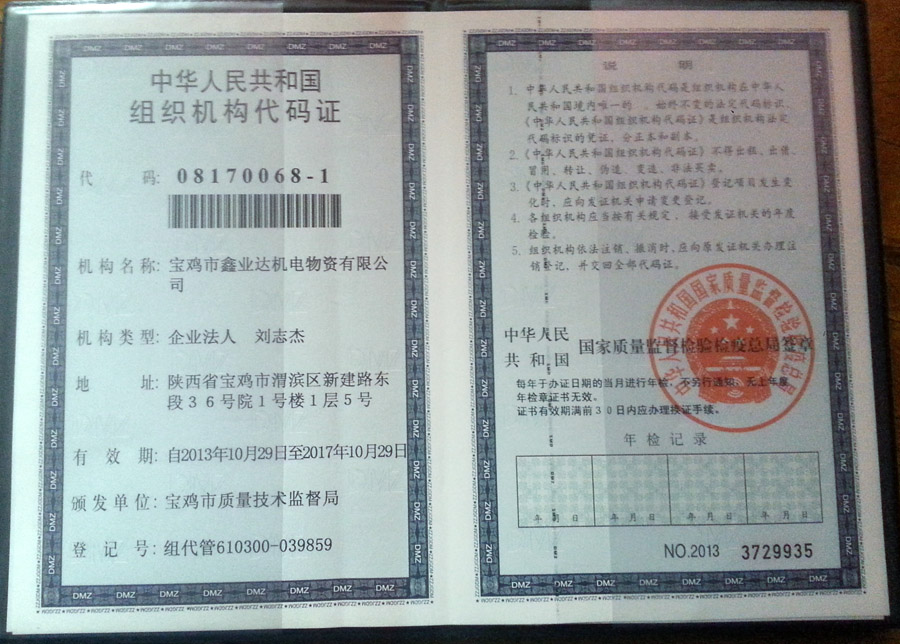 中华人民共和国
组织机构代码证
代 码: 08170068-1
机构名称: 宝鸡市鑫业达机电物资有限公
司
机构类型: 企业法人 刘志杰
地 址: 陕西省宝鸡市渭滨区新建路东
段36号院1号楼1层5号
有 效 期: 自2013年10月29日至2017年10月29日
颁发单位: 宝鸡市质量技术监督局
登 记 号: 组代管610300-039859
说 明
1. 中华人民共和国组织机构代码是组织机构在中华人
民共和国境内唯一的、始终不变的法定代码标识,
《中华人民共和国组织机构代码证》是组织机构法定
代码标识的凭证,分正本和副本。
2.《中华人民共和国组织机构代码证》不得出租、出借、
冒用、转让、伪造、变造、非法买卖。
3.《中华人民共和国组织机构代码证》登记项目发生变
化时,应向发证机关申请变更登记。
4. 各组织机构应当按有关规定,接受发证机关的年度
检验。
5. 组织机构依法注销、撤消时,应向原发证机关办理注
销登记,并交回全部代码证。
中华人民
共和国 国家质量监督检验检疫总局签章
每年于办证日期的当月进行年检,不另行通知,无上年度
年检章证书无效。
证书有效期满前30日内应办理换证手续。
年检记录
年 月 日 年 月 日 年 月 日 年 月 日
NO.2013 3729935